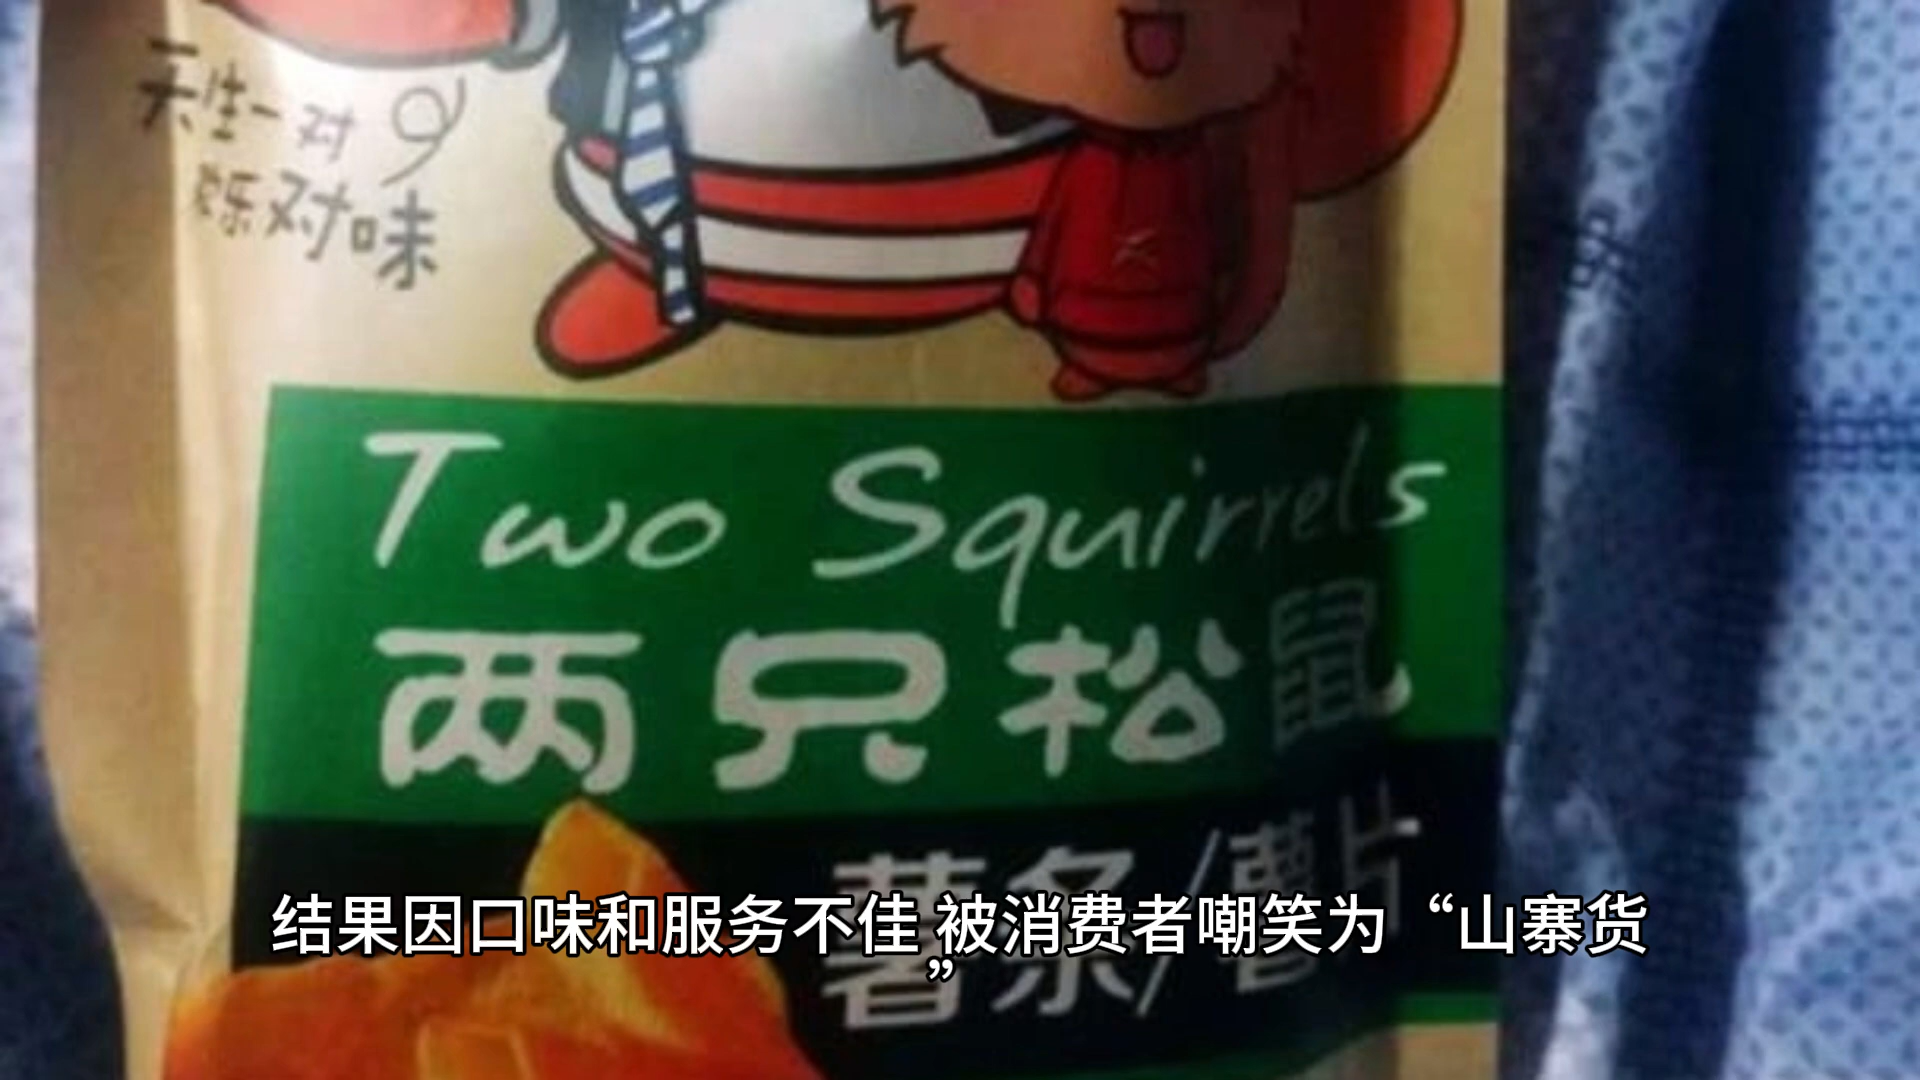 天生一对
烁对味
Two Squirrels
两只松鼠
薯条/薯片
结果因口味和服务不佳 被消费者嘲笑为“山寨货
”